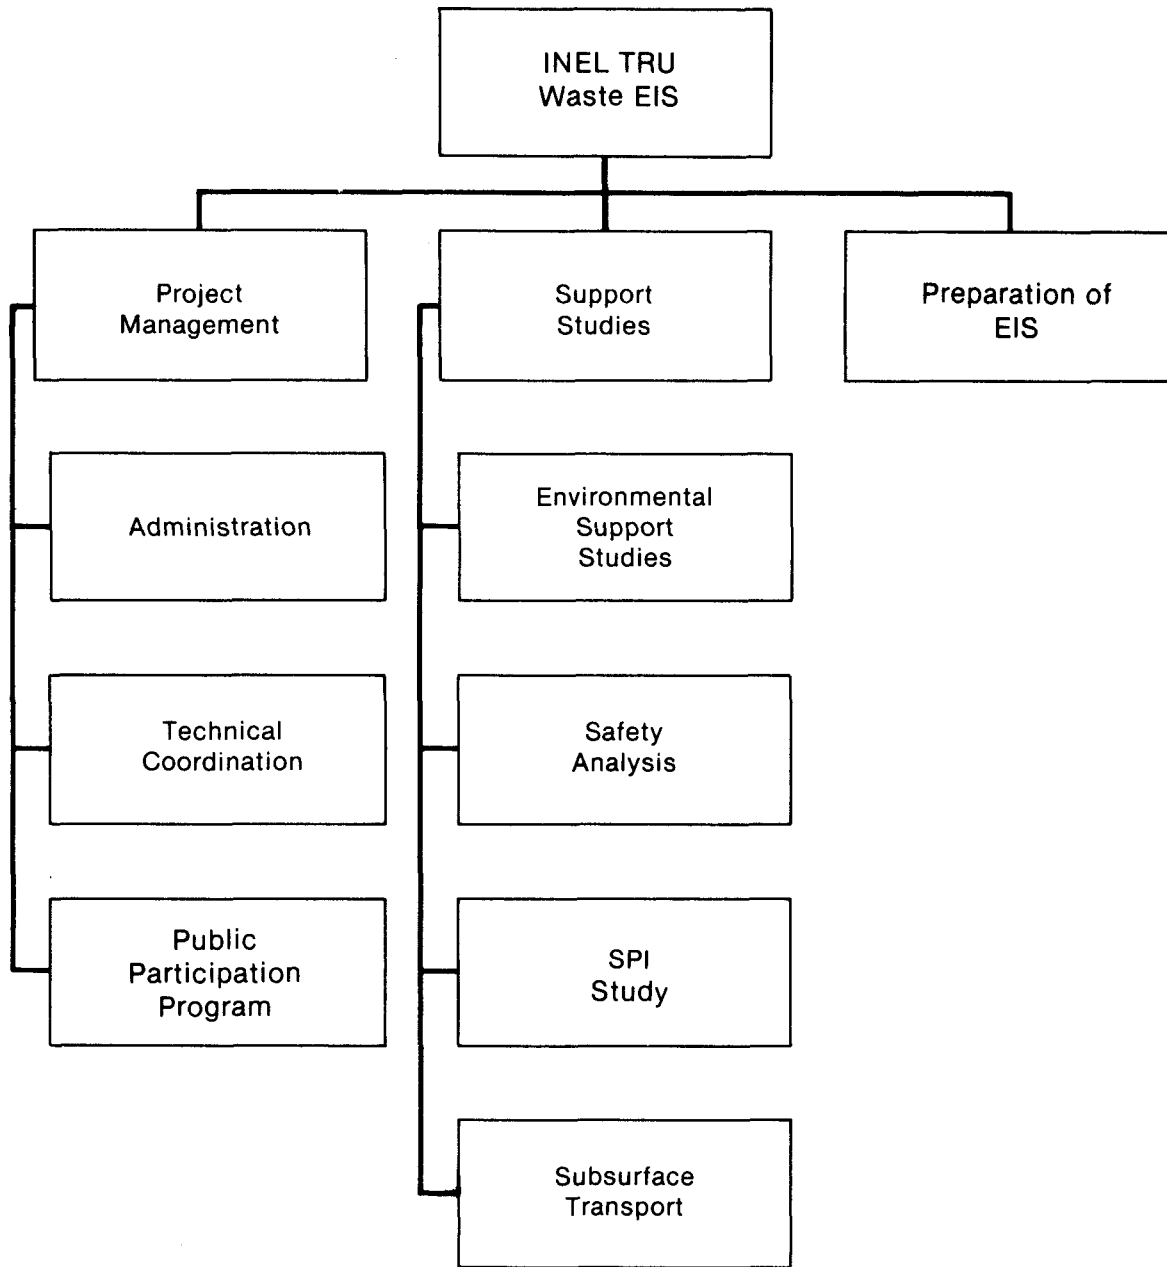 INEL TRU
Waste EIS
Project
Management
Support
Studies
Preparation of
EIS
Administration
Environmental
Support
Studies
Technical
Coordination
Safety
Analysis
Public
Participation
Program
SPI
Study
Subsurface
Transport